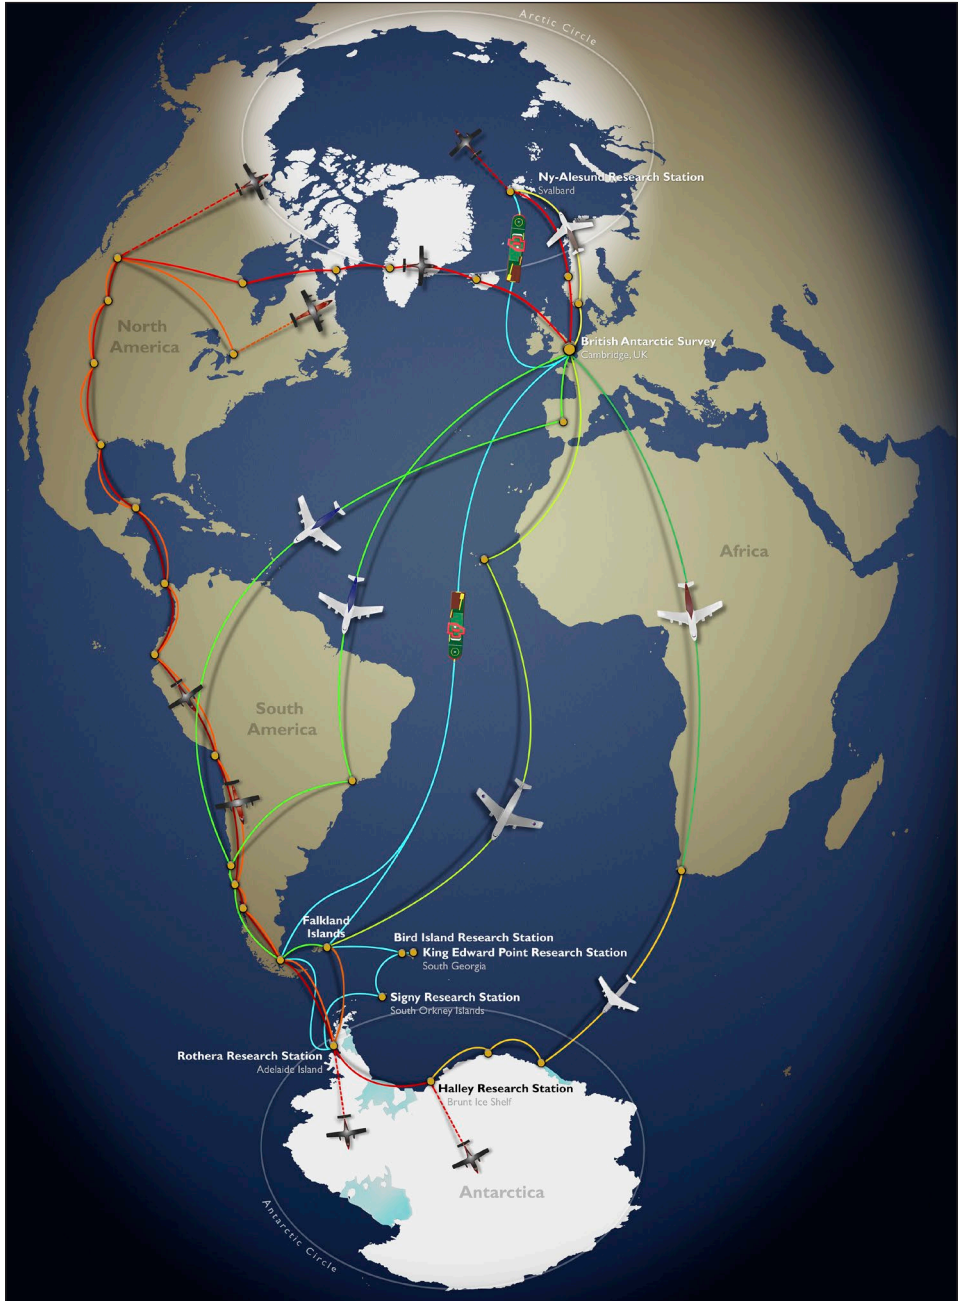 Arctic Circle
Ny-Alesund Research Station
Svalbard
North
America
British Antarctic Survey
Cambridge, UK
Africa
South
America
Falkland
Islands
Bird Island Research Station
King Edward Point Research Station
South Georgia
Signy Research Station
South Orkney Islands
Rothera Research Station
Adelaide Island
Halley Research Station
Brunt Ice Shelf
Antarctica
Antarctic Circle